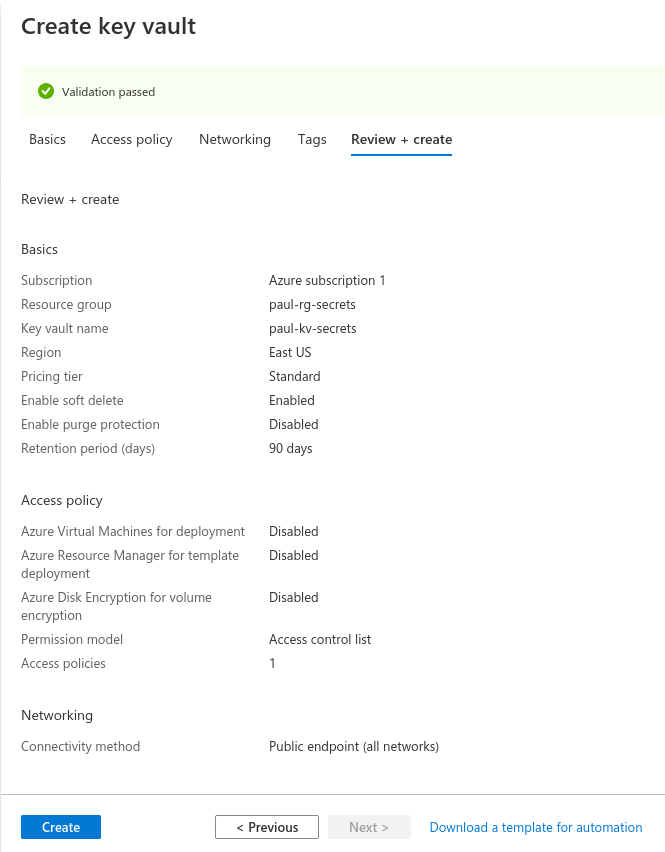 Create key vault
Validation passed
Basics Access policy Networking Tags Review + create
Review + create
Basics
Subscription Azure subscription 1
Resource group paul-rg-secrets
Key vault name paul-kv-secrets
Region East US
Pricing tier Standard
Enable soft delete Enabled
Enable purge protection Disabled
Retention period (days) 90 days
Access policy
Azure Virtual Machines for deployment Disabled
Azure Resource Manager for template Disabled
deployment
Azure Disk Encryption for volume Disabled
encryption
Permission model Access control list
Access policies 1
Networking
Connectivity method Public endpoint (all networks)
Create < Previous Next > Download a template for automation